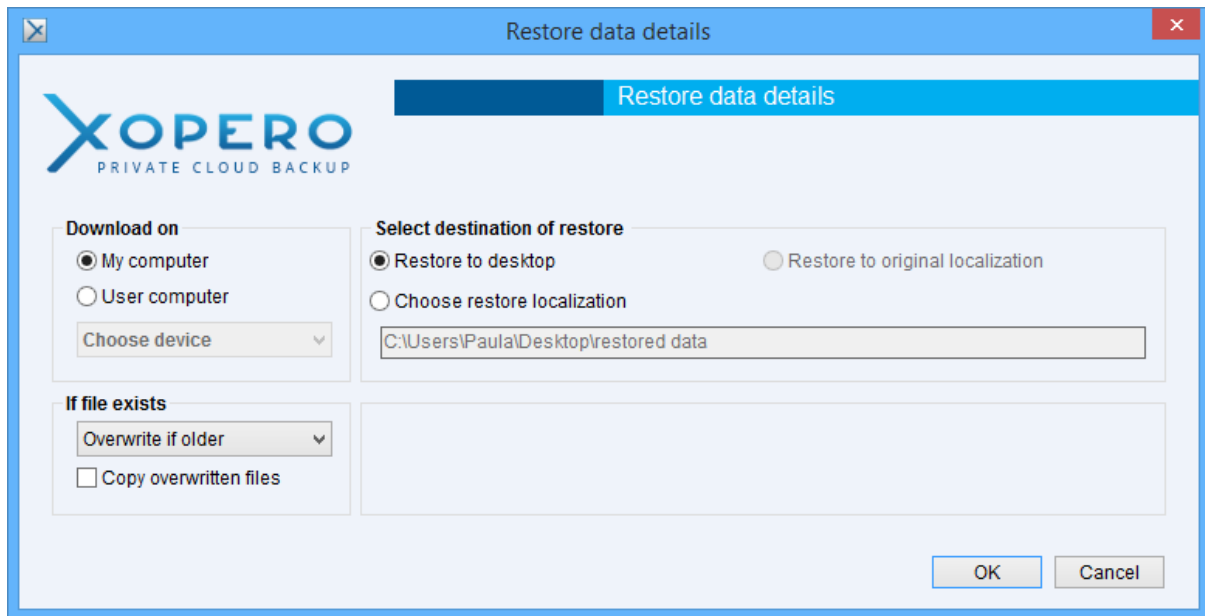 Restore data details
Restore data details
XOPERO
PRIVATE CLOUD BACKUP
Download on
My computer
User computer
Choose device
Select destination of restore
Restore to desktop
Restore to original localization
Choose restore localization
C:\Users\Paula\Desktop\restored data
If file exists
Overwrite if older
Copy overwritten files
OK
Cancel